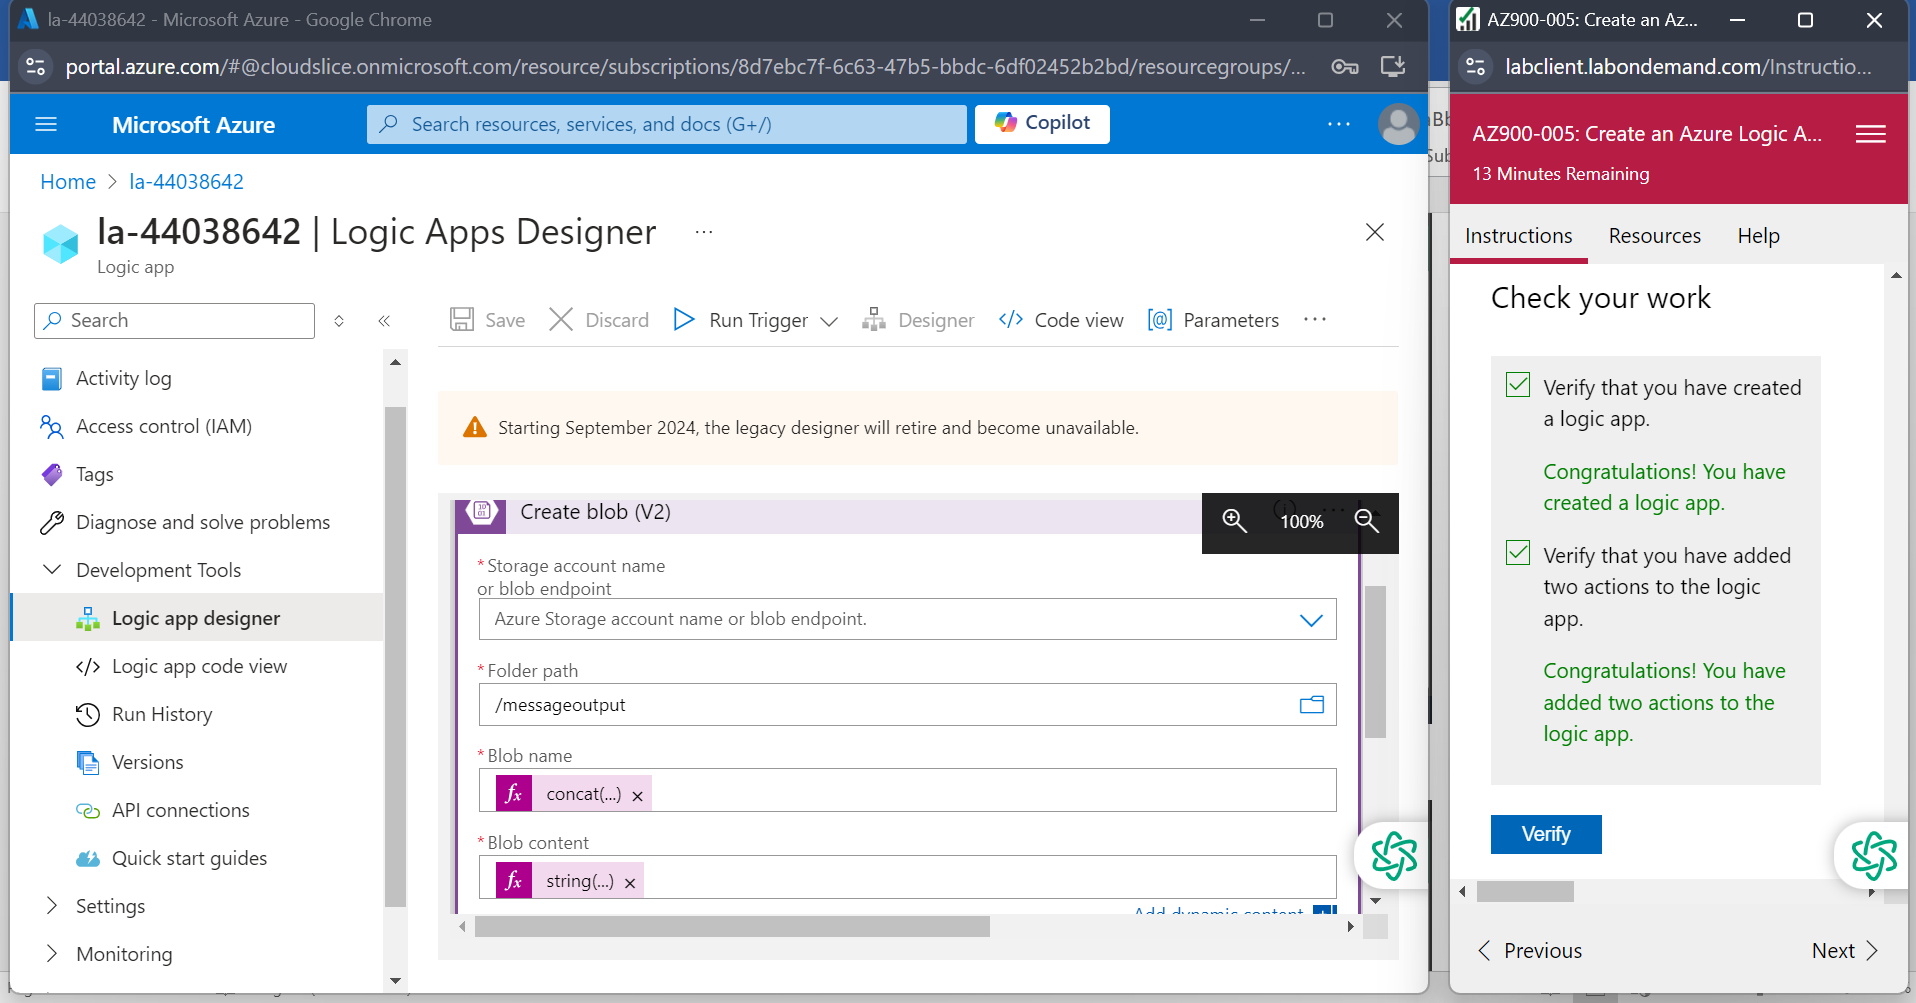 la-44038642 - Microsoft Azure - Google Chrome
portal.azure.com/#@cloudslice.onmicrosoft.com/resource/subscriptions/8d7ebc7f-6c63-47b5-bbdc-6df02452b2bd/resourcegroups/...
Microsoft Azure
Search resources, services, and docs (G+/)
Copilot
Home > la-44038642
la-44038642 | Logic Apps Designer
Logic app
Search
Activity log
Access control (IAM)
Tags
Diagnose and solve problems
Development Tools
Logic app designer
Logic app code view
Run History
Versions
API connections
Quick start guides
Settings
Monitoring
Save Discard Run Trigger Designer Code view Parameters
Starting September 2024, the legacy designer will retire and become unavailable.
Create blob (V2)
100%
* Storage account name
or blob endpoint
Azure Storage account name or blob endpoint.
* Folder path
/messageoutput
* Blob name
fx concat(...) ×
* Blob content
fx string(...) ×
Add dynamic content
AZ900-005: Create an Az...
labclient.labondemand.com/Instructio...
AZ900-005: Create an Azure Logic A...
13 Minutes Remaining
Instructions Resources Help
Check your work
Verify that you have created
a logic app.
Congratulations! You have
created a logic app.
Verify that you have added
two actions to the logic
app.
Congratulations! You have
added two actions to the
logic app.
Verify
Previous
Next